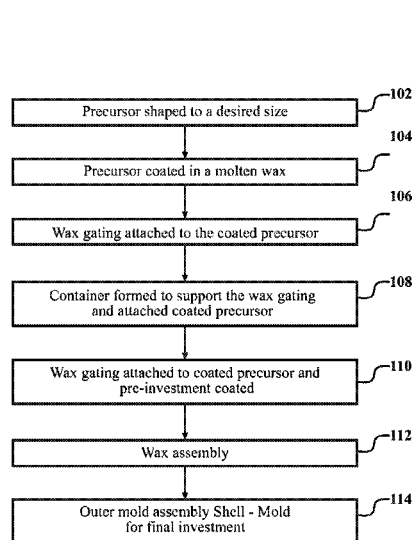 102
Precursor shaped to a desired size
104
Precursor coated in a molten wax
106
Wax gating attached to the coated precursor
108
Container formed to support the wax gating
and attached coated precursor
110
Wax gating attached to coated precursor and
pre-investment coated
112
Wax assembly
114
Outer mold assembly Shell - Mold
for final investment